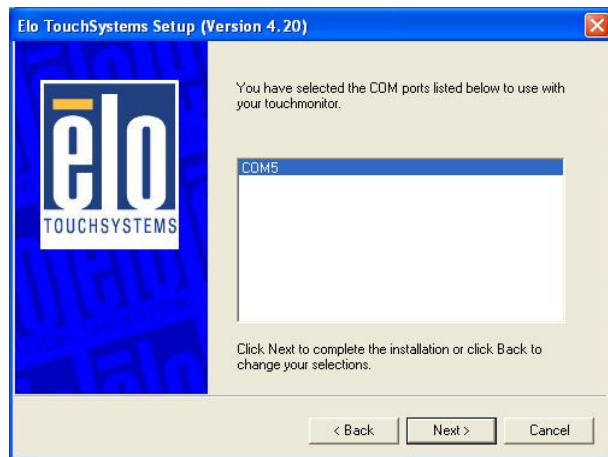 Elo TouchSystems Setup (Version 4.20)
elo
TOUCHSYSTEMS
You have selected the COM ports listed below to use with
your touchmonitor.
COM5
Click Next to complete the installation or click Back to
change your selections.
< Back
Next >
Cancel